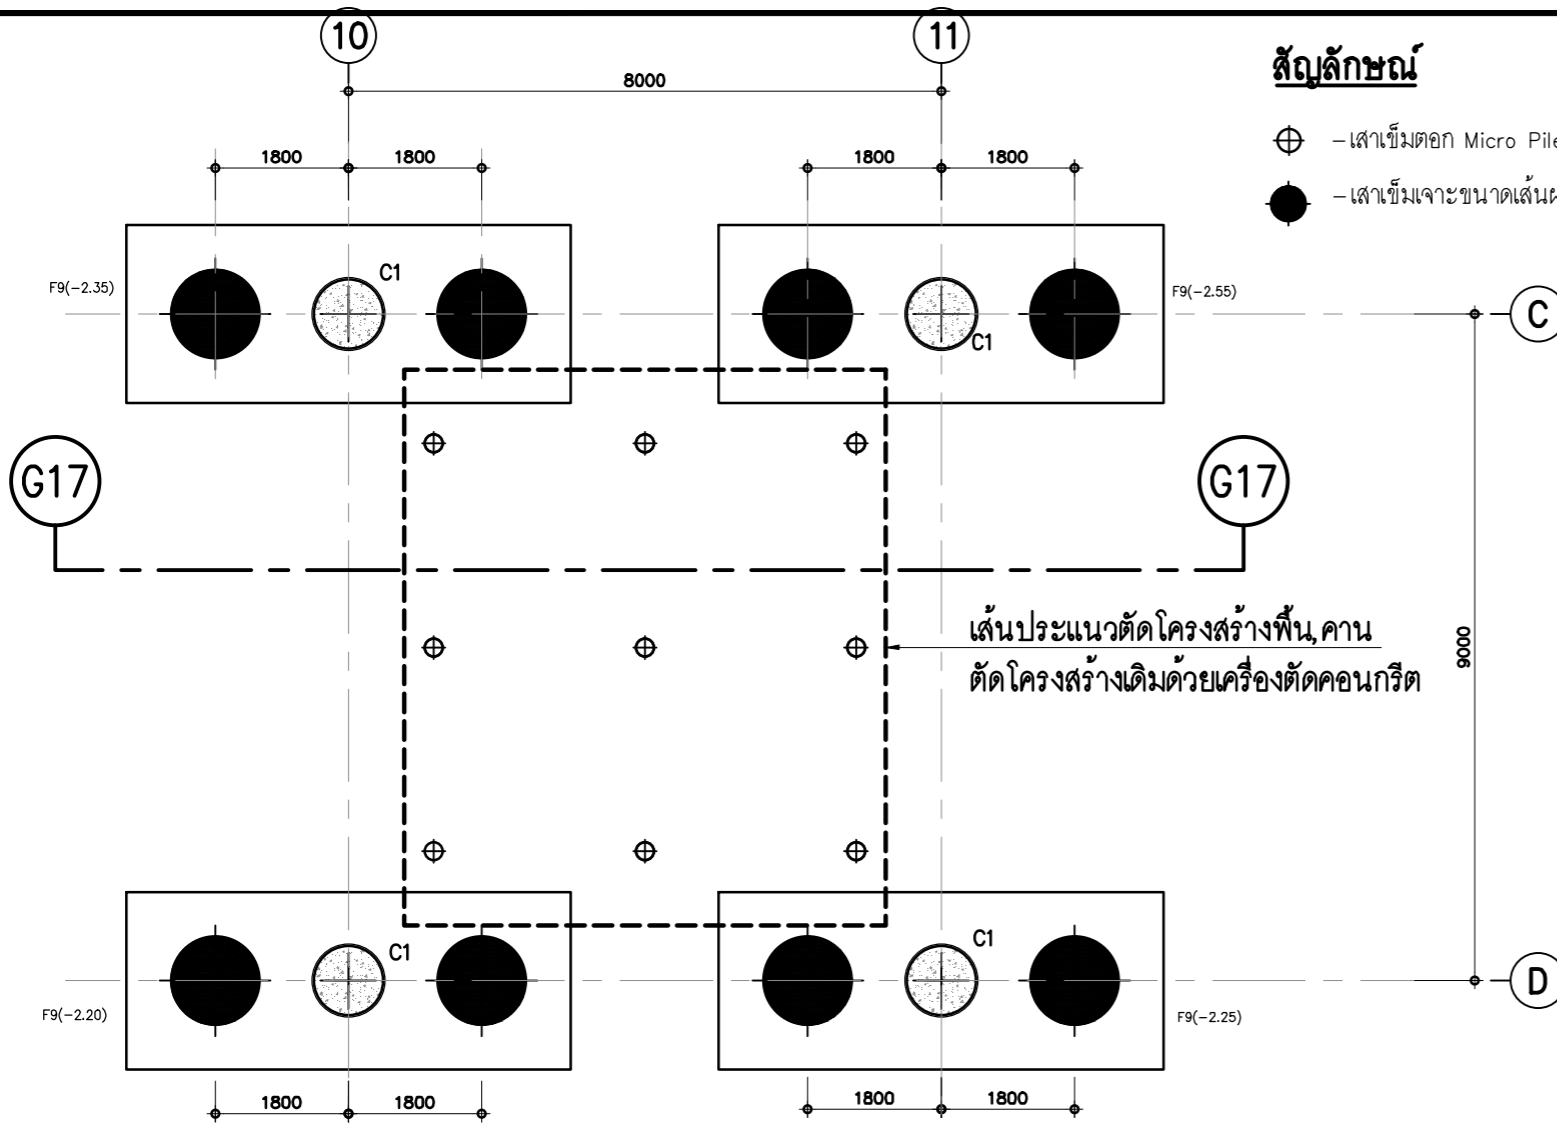 10
11
8000
สัญลักษณ์
1800
1800
1800
1800
-เสาเข็มตอก Micro Pile
-เสาเข็มเจาะขนาดเส้น
C1
F9(-2.35)
F9(-2.55)
C1
C
G17
G17
เส้นประแนวตัดโครงสร้างพื้น,คาน
ตัดโครงสร้างเดิมด้วยเครื่องตัดคอนกรีต
9000
C1
C1
D
F9(-2.20)
F9(-2.25)
1800
1800
1800
1800